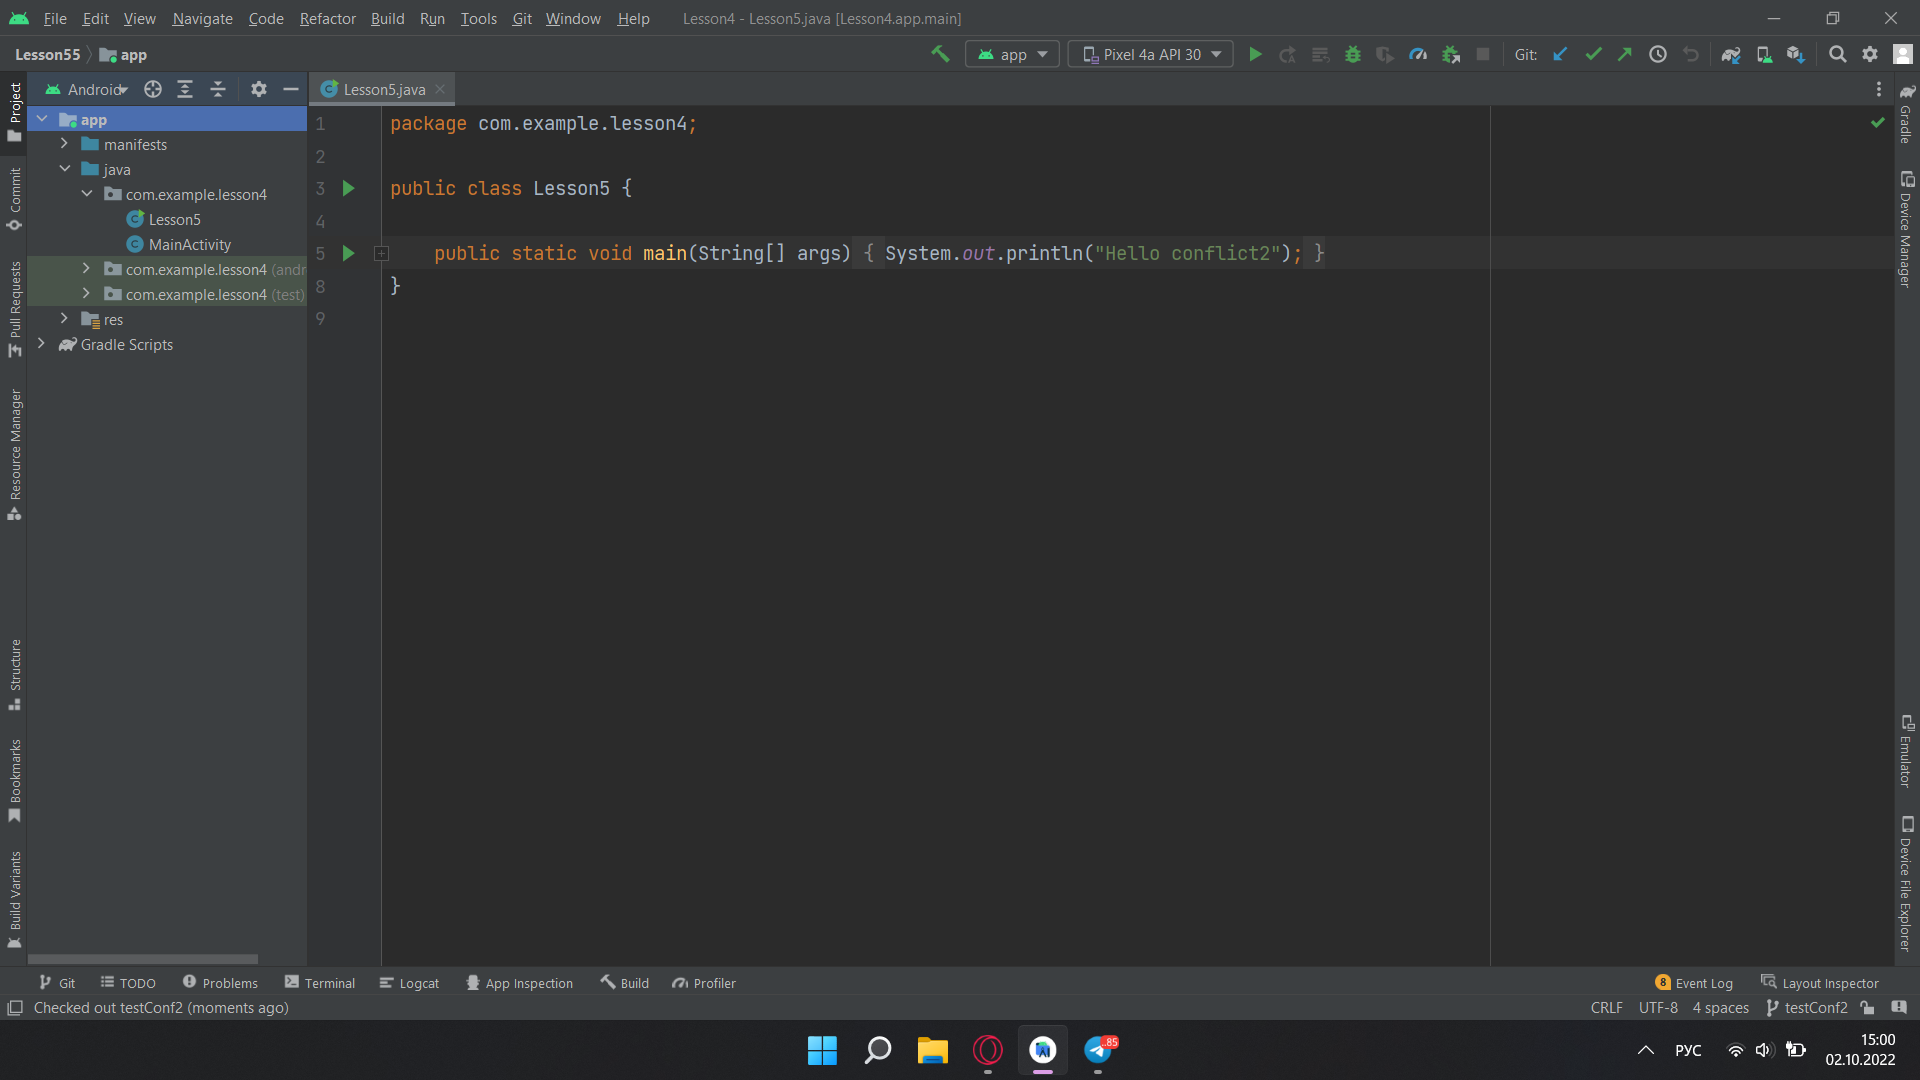 File Edit View Navigate Code Refactor Build Run Tools Git Window Help Lesson4 - Lesson5.java [Lesson4.app.main]
Lesson55 app app Pixel 4a API 30 Git:
Android Lesson5.java
app
manifests
java
com.example.lesson4
Lesson5
MainActivity
com.example.lesson4 (andr
com.example.lesson4 (test)
res
Gradle Scripts
1 package com.example.lesson4;
2
3 public class Lesson5 {
4
5 public static void main(String[] args) { System.out.println("Hello conflict2"); }
8 }
9
Project
Commit
Pull Requests
Resource Manager
Structure
Bookmarks
Build Variants
Gradle
Device Manager
Emulator
Device File Explorer
Git TODO Problems Terminal Logcat App Inspection Build Profiler 8 Event Log Layout Inspector
Checked out testConf2 (moments ago) CRLF UTF-8 4 spaces testConf2
..85
РУС 15:00
02.10.2022